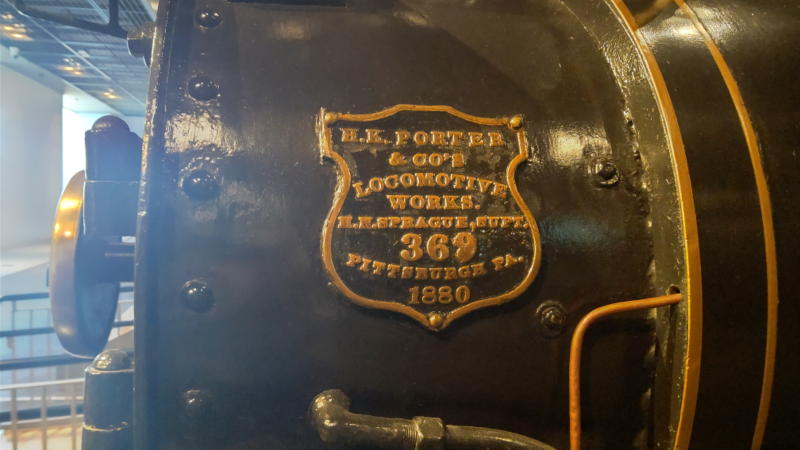 H.K. PORTER
& CO'S
LOCOMOTIVE
WORKS.
H.N. SPRAGUE, SUPT.
369
PITTSBURGH PA.
1880